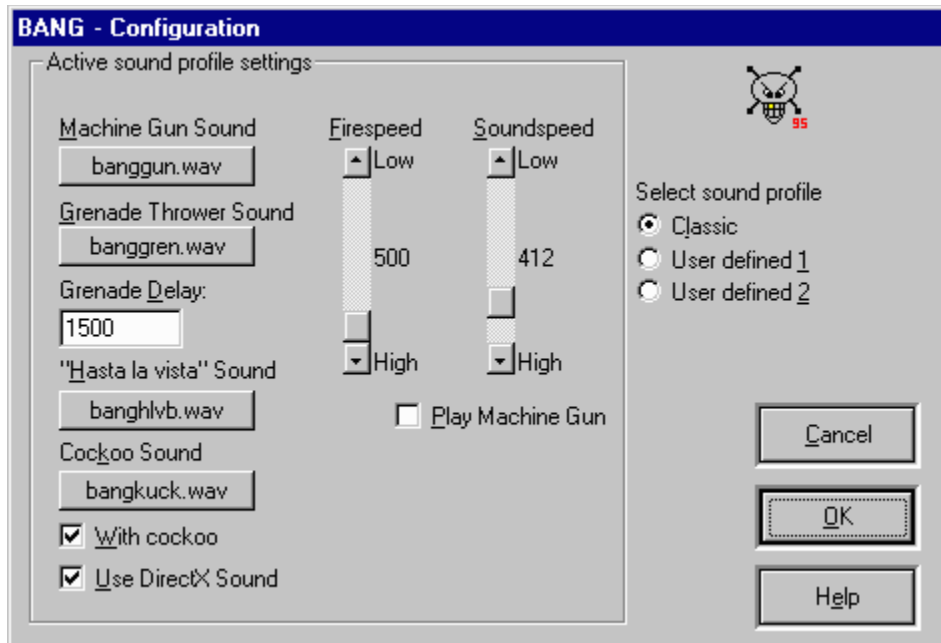 BANG - Configuration
Active sound profile settings
Machine Gun Sound
banggun.wav
Grenade Thrower Sound
banggren.wav
Grenade Delay:
1500
"Hasta la vista" Sound
banghlvb.wav
Cockoo Sound
bangkuck.wav
With cockoo
Use DirectX Sound
Firespeed
Low
500
High
Soundspeed
Low
412
High
Play Machine Gun
95
Select sound profile
Classic
User defined 1
User defined 2
Cancel
OK
Help